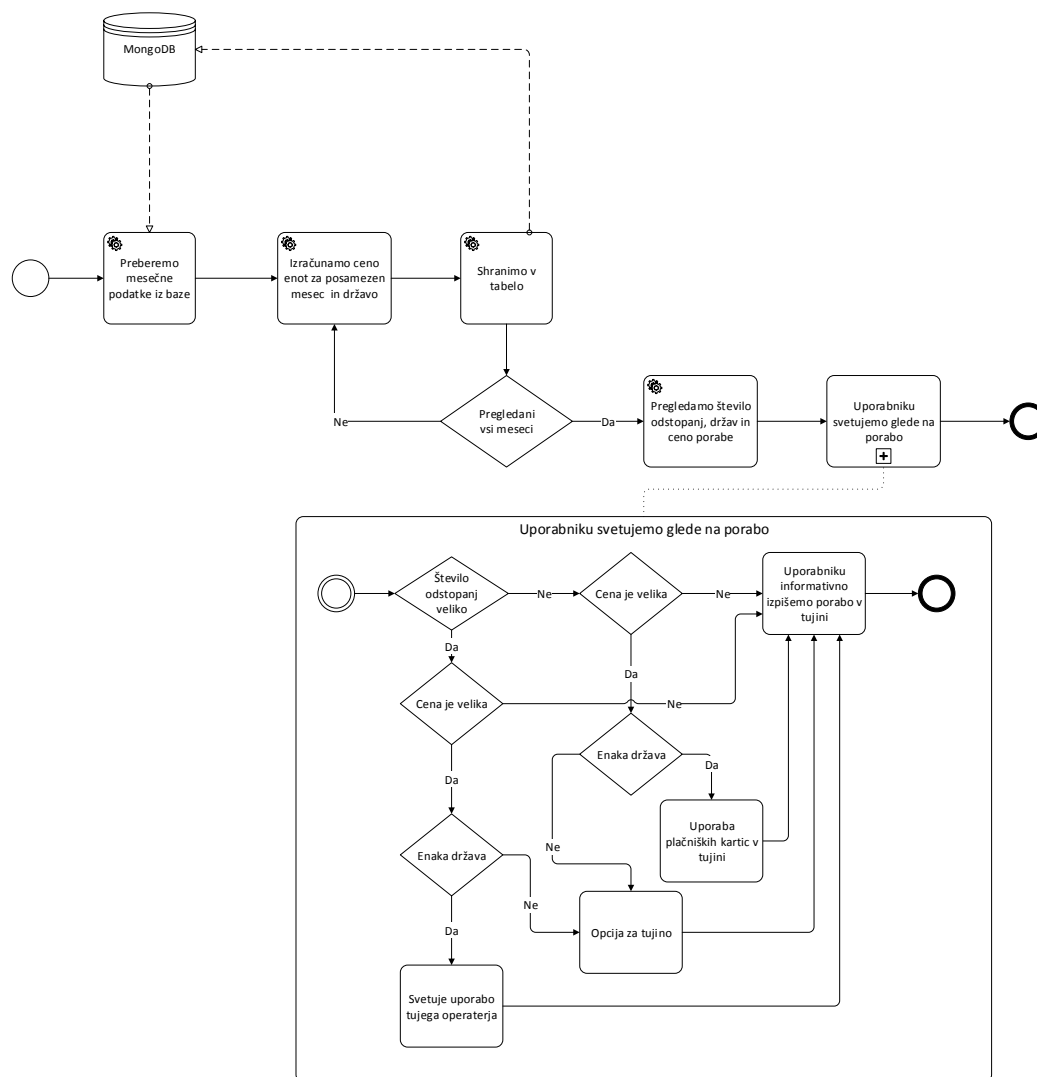 MongoDB
Preberemo
mesečne
podatke iz baze
Izračunamo ceno
enot za posamezen
mesec in državo
Shranimo v
tabelo
Pregledani
vsi meseci
Ne
Da
Pregledamo število
odstopanj, držav in
ceno porabe
Uporabniku
svetujemo glede na
porabo
Uporabniku svetujemo glede na porabo
Število
odstopanj
veliko
Ne
Cena je velika
Ne
Uporabniku
informativno
izpišemo porabo v
tujini
Da
Da
Cena je velika
Ne
Enaka država
Da
Da
Uporaba
plačniških kartic v
tujini
Enaka država
Ne
Ne
Da
Opcija za tujino
Svetuje uporabo
tujega operaterja